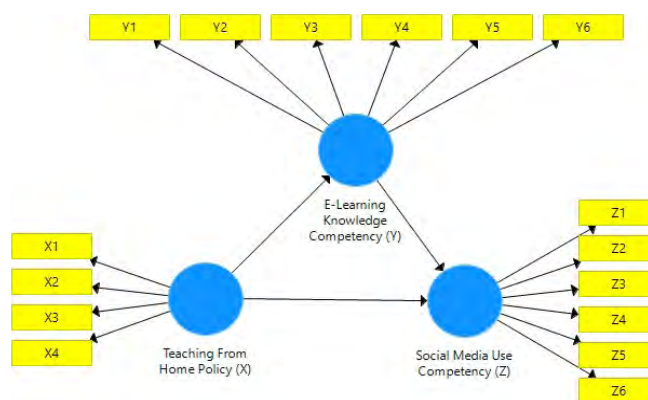 Y1
Y2
Y3
Y4
Y5
Y6
E-Learning
Knowledge
Competency (Y)
X1
X2
X3
X4
Teaching From
Home Policy (X)
Z1
Z2
Z3
Z4
Z5
Z6
Social Media Use
Competency (Z)